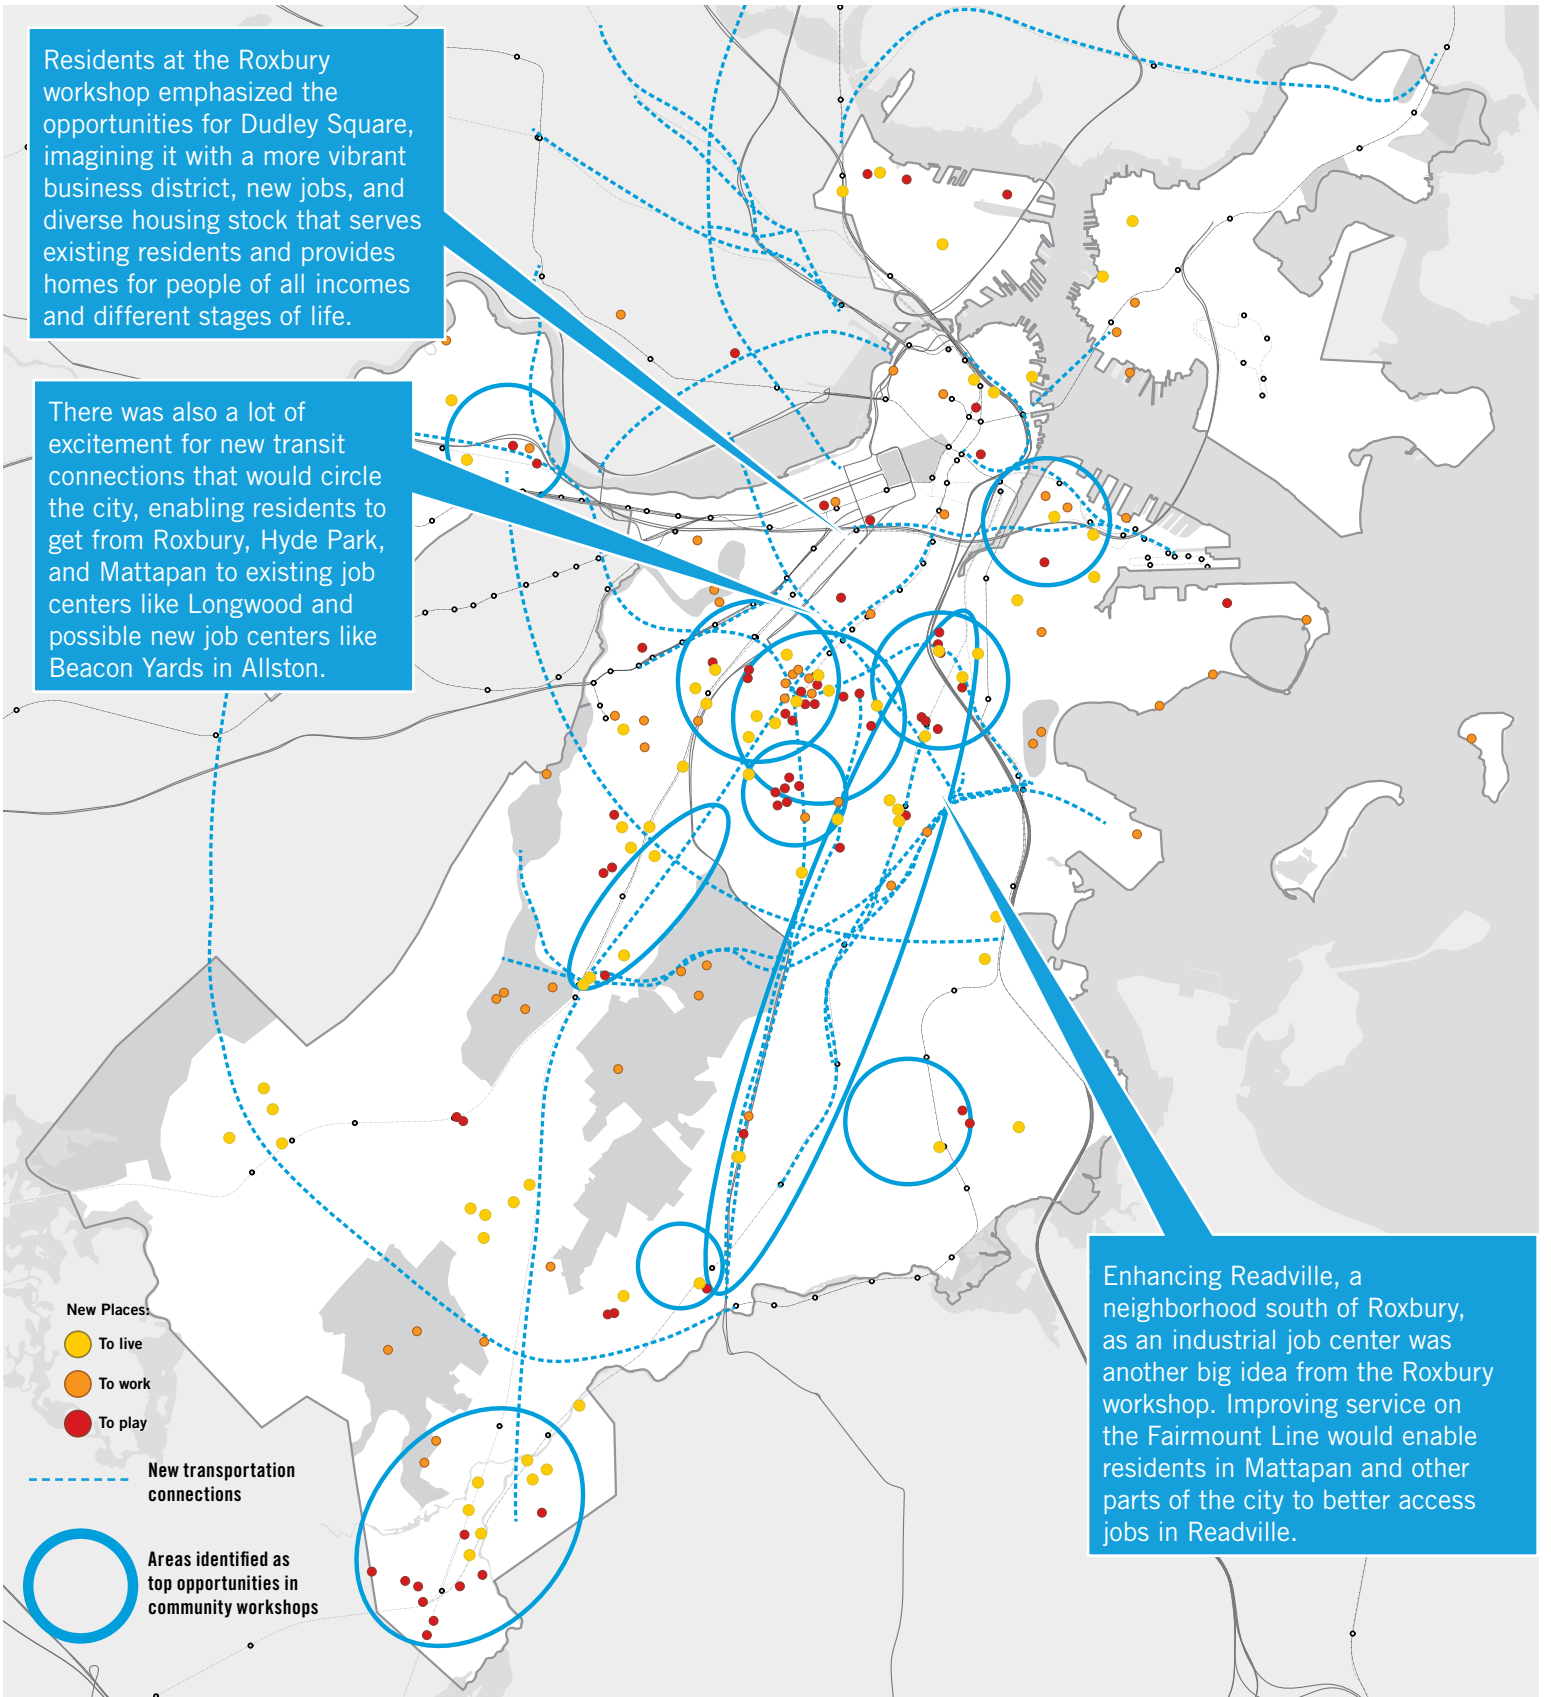 Residents at the Roxbury
workshop emphasized the
opportunities for Dudley Square,
imagining it with a more vibrant
business district, new jobs, and
diverse housing stock that serves
existing residents and provides
homes for people of all incomes
and different stages of life.
There was also a lot of
excitement for new transit
connections that would circle
the city, enabling residents to
get from Roxbury, Hyde Park,
and Mattapan to existing job
centers like Longwood and
possible new job centers like
Beacon Yards in Allston.
Enhancing Readville, a
neighborhood south of Roxbury,
as an industrial job center was
another big idea from the Roxbury
workshop. Improving service on
the Fairmount Line would enable
residents in Mattapan and other
parts of the city to better access
jobs in Readville.
New Places:
To live
To work
To play
New transportation
connections
Areas identified as
top opportunities in
community workshops